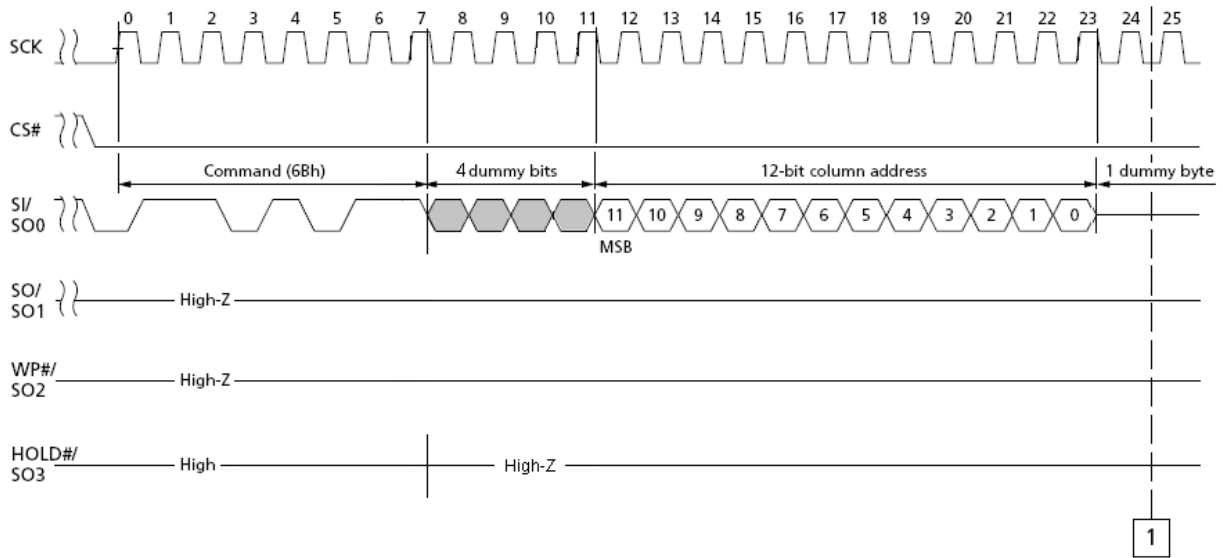 0 1 2 3 4 5 6 7 8 9 10 11 12 13 14 15 16 17 18 19 20 21 22 23 24 25
SCK
CS#
Command (6Bh) 4 dummy bits 12-bit column address 1 dummy byte
SI/
SO0
11 10 9 8 7 6 5 4 3 2 1 0
MSB
SO/
SO1
High-Z
WP#/
SO2
High-Z
HOLD#/
SO3
High High-Z
1